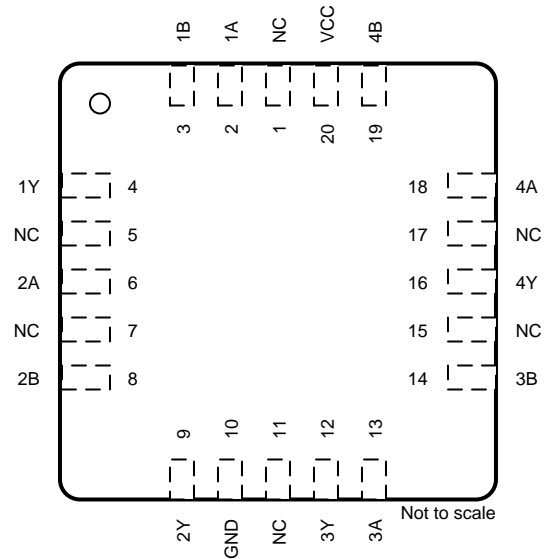 1B 1A NC VCC 4B
3 2 1 20 19
1Y 4 18 4A
NC 5 17 NC
2A 6 16 4Y
NC 7 15 NC
2B 8 14 3B
9 10 11 12 13
2Y GND NC 3Y 3A
Not to scale